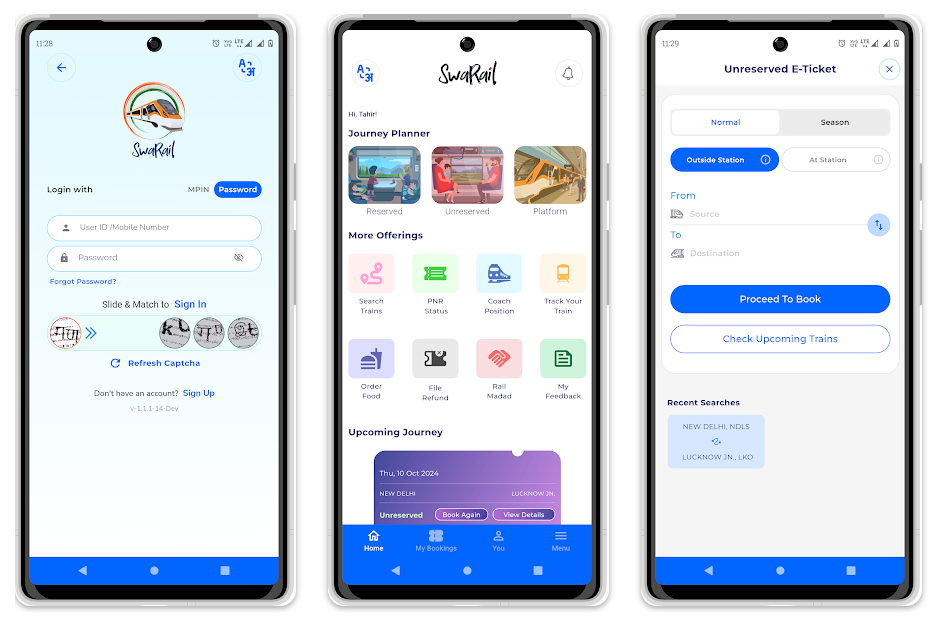 11:28
VoLTE
A
अ
SwaRail
Login with
MPIN
Password
User ID /Mobile Number
Password
Forgot Password?
Slide & Match to Sign In
Refresh Captcha
Don't have an account? Sign Up
v-1.1.1-14-Dev
A
अ
SwaRail
Hi, Tahir!
Journey Planner
Reserved
Unreserved
Platform
More Offerings
Search
Trains
PNR
Status
Coach
Position
Track Your
Train
Order
Food
File
Refund
Rail
Madad
My
Feedback
Upcoming Journey
Thu, 10 Oct 2024
NEW DELHI
LUCKNOW JN.
Unreserved
Book Again
View Details
Home
My Bookings
You
Menu
11:29
Unreserved E-Ticket
Normal
Season
Outside Station
At Station
From
Source
To
Destination
Proceed To Book
Check Upcoming Trains
Recent Searches
NEW DELHI, NDLS
LUCKNOW JN., LKO